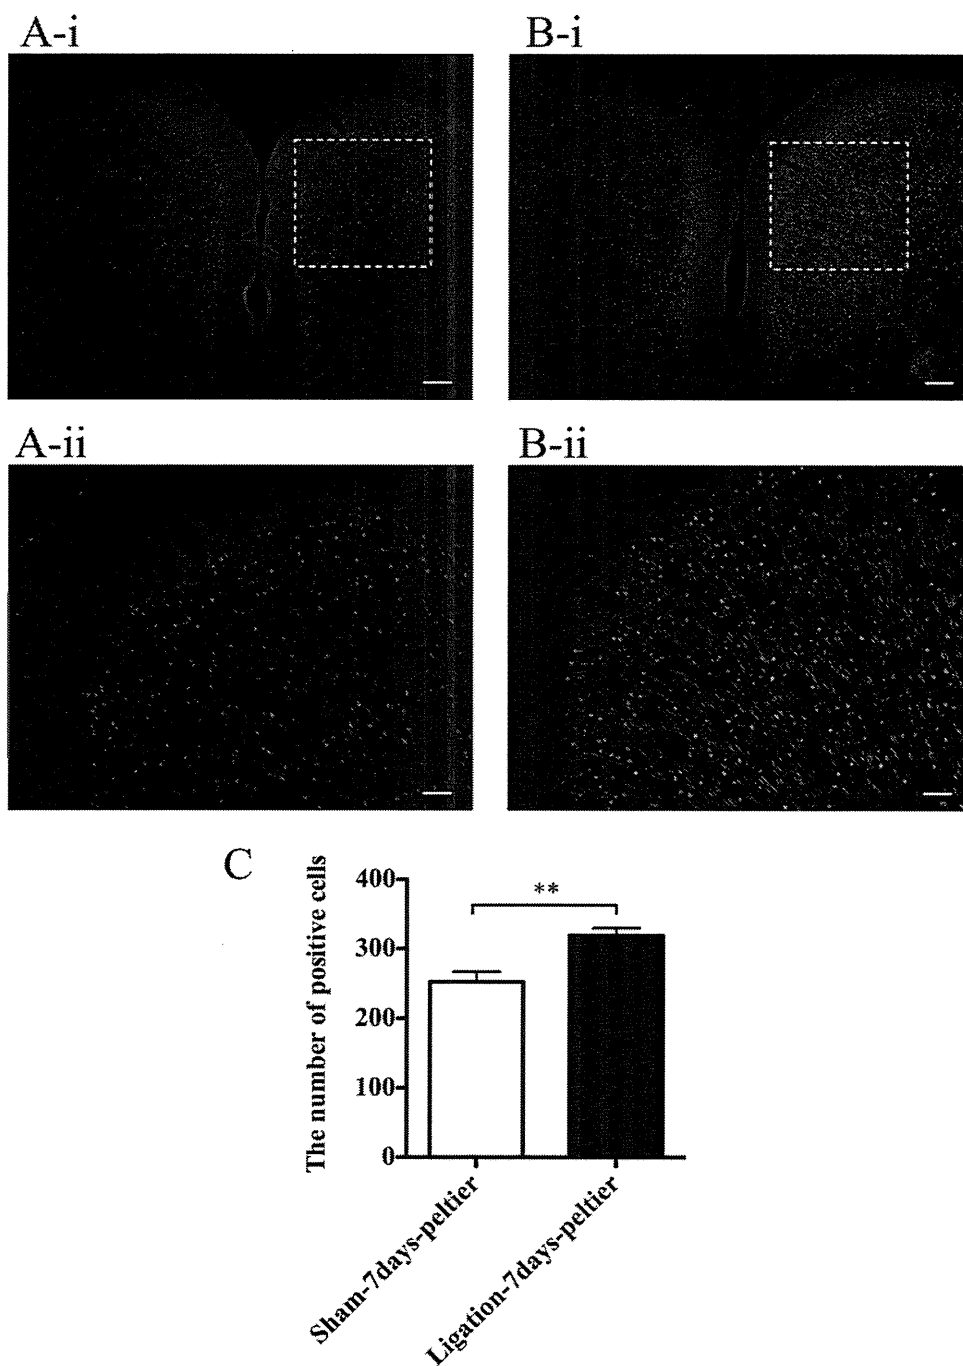 A-i
B-i
A-ii
B-ii
C
The number of positive cells
400
**
300
200
100
0
Sham-7days-peltier
Ligation-7days-peltier